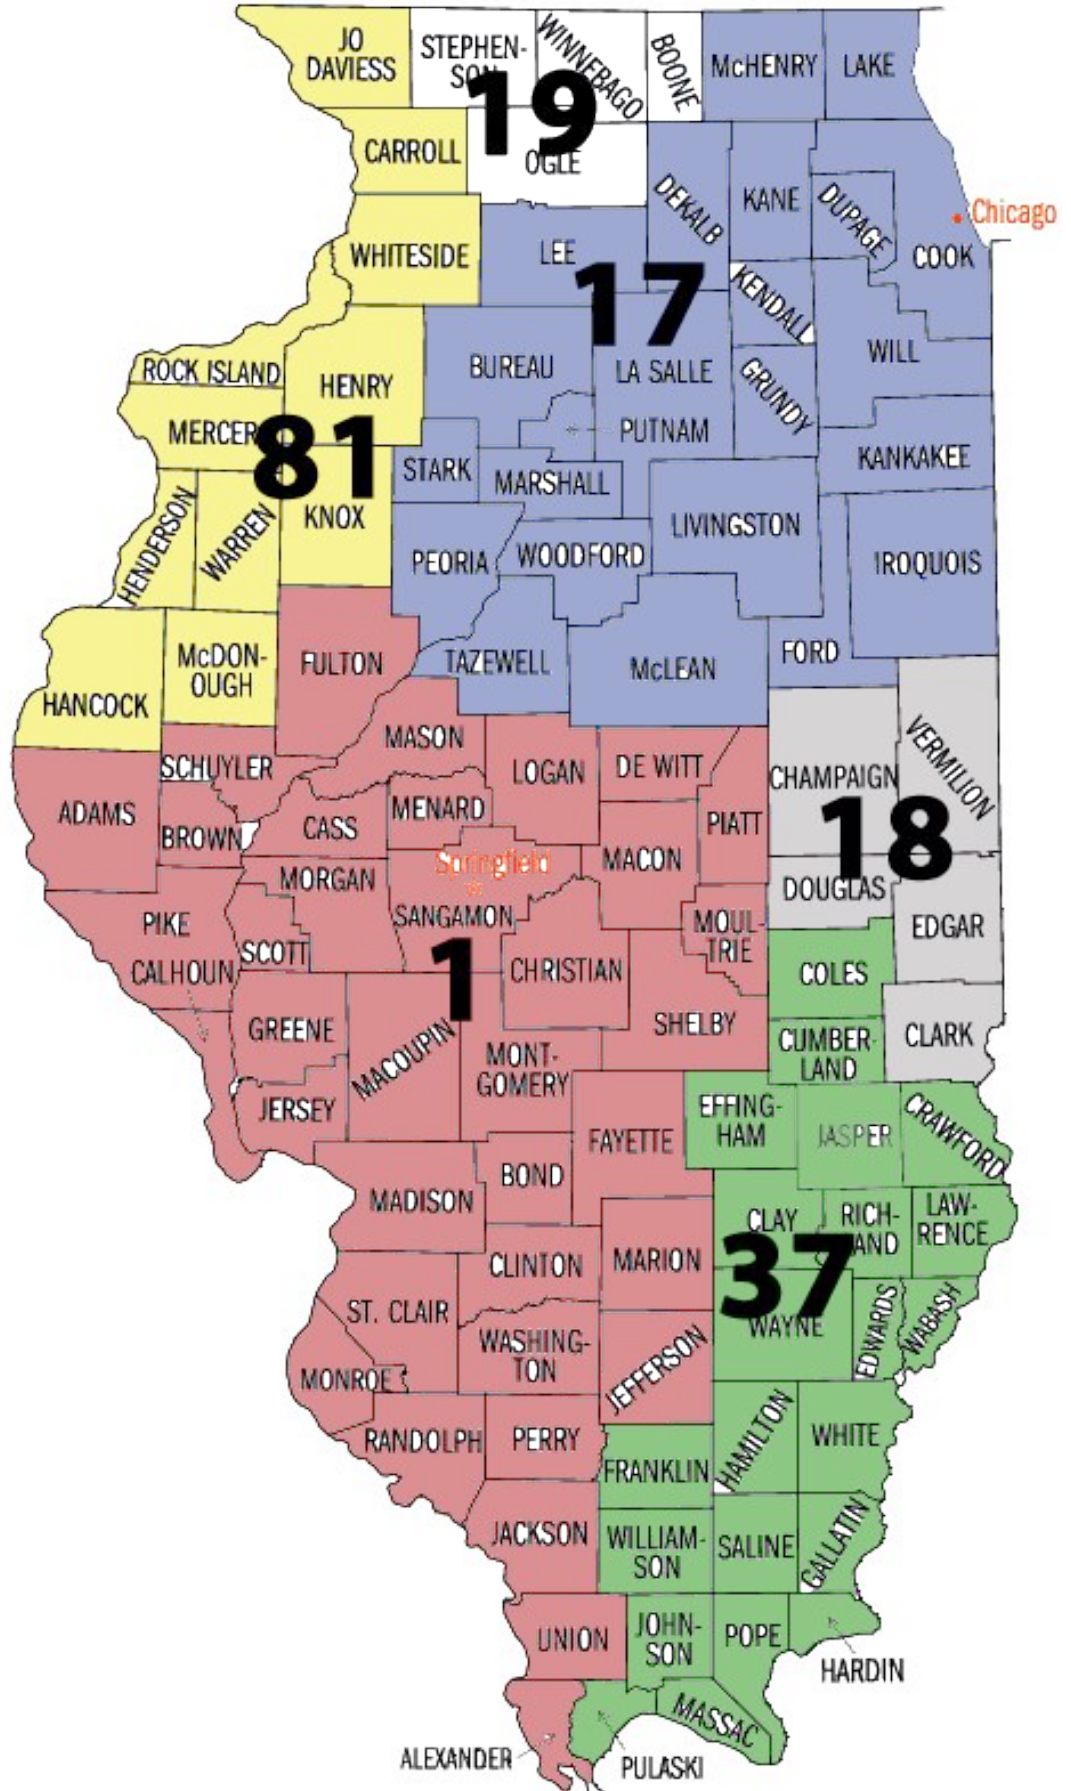 JO
DAVIESS
STEPHEN-
SON
WINNEBAGO
BOONE
McHENRY
LAKE
19
CARROLL
OGLE
DEKALB
KANE
DUPAGE
Chicago
COOK
WHITESIDE
LEE
17
KENDALL
ROCK ISLAND
HENRY
BUREAU
LA SALLE
GRUNDY
WILL
MERCER
81
PUTNAM
KANKAKEE
STARK
MARSHALL
HENDERSON
WARREN
KNOX
PEORIA
WOODFORD
LIVINGSTON
IROQUOIS
HANCOCK
McDON-
OUGH
FULTON
TAZEWELL
McLEAN
FORD
MASON
SCHUYLER
LOGAN
DE WITT
CHAMPAIGN
VERMILION
18
ADAMS
BROWN
CASS
MENARD
PIATT
Springfield
MACON
MORGAN
DOUGLAS
PIKE
SCOTT
SANGAMON
MOUL-
TRIE
EDGAR
CALHOUN
1
CHRISTIAN
COLES
GREENE
MACOUPIN
MONT-
GOMERY
SHELBY
CUMBER-
LAND
CLARK
JERSEY
FAYETTE
EFFING-
HAM
JASPER
CRAWFORD
MADISON
BOND
CLAY
RICH-
LAND
LAW-
RENCE
37
CLINTON
MARION
ST. CLAIR
WASHING-
TON
JEFFERSON
WAYNE
EDWARDS
WABASH
MONROE
RANDOLPH
PERRY
FRANKLIN
HAMILTON
WHITE
JACKSON
WILLIAM-
SON
SALINE
GALLATIN
UNION
JOHN-
SON
POPE
HARDIN
MASSAC
ALEXANDER
PULASKI